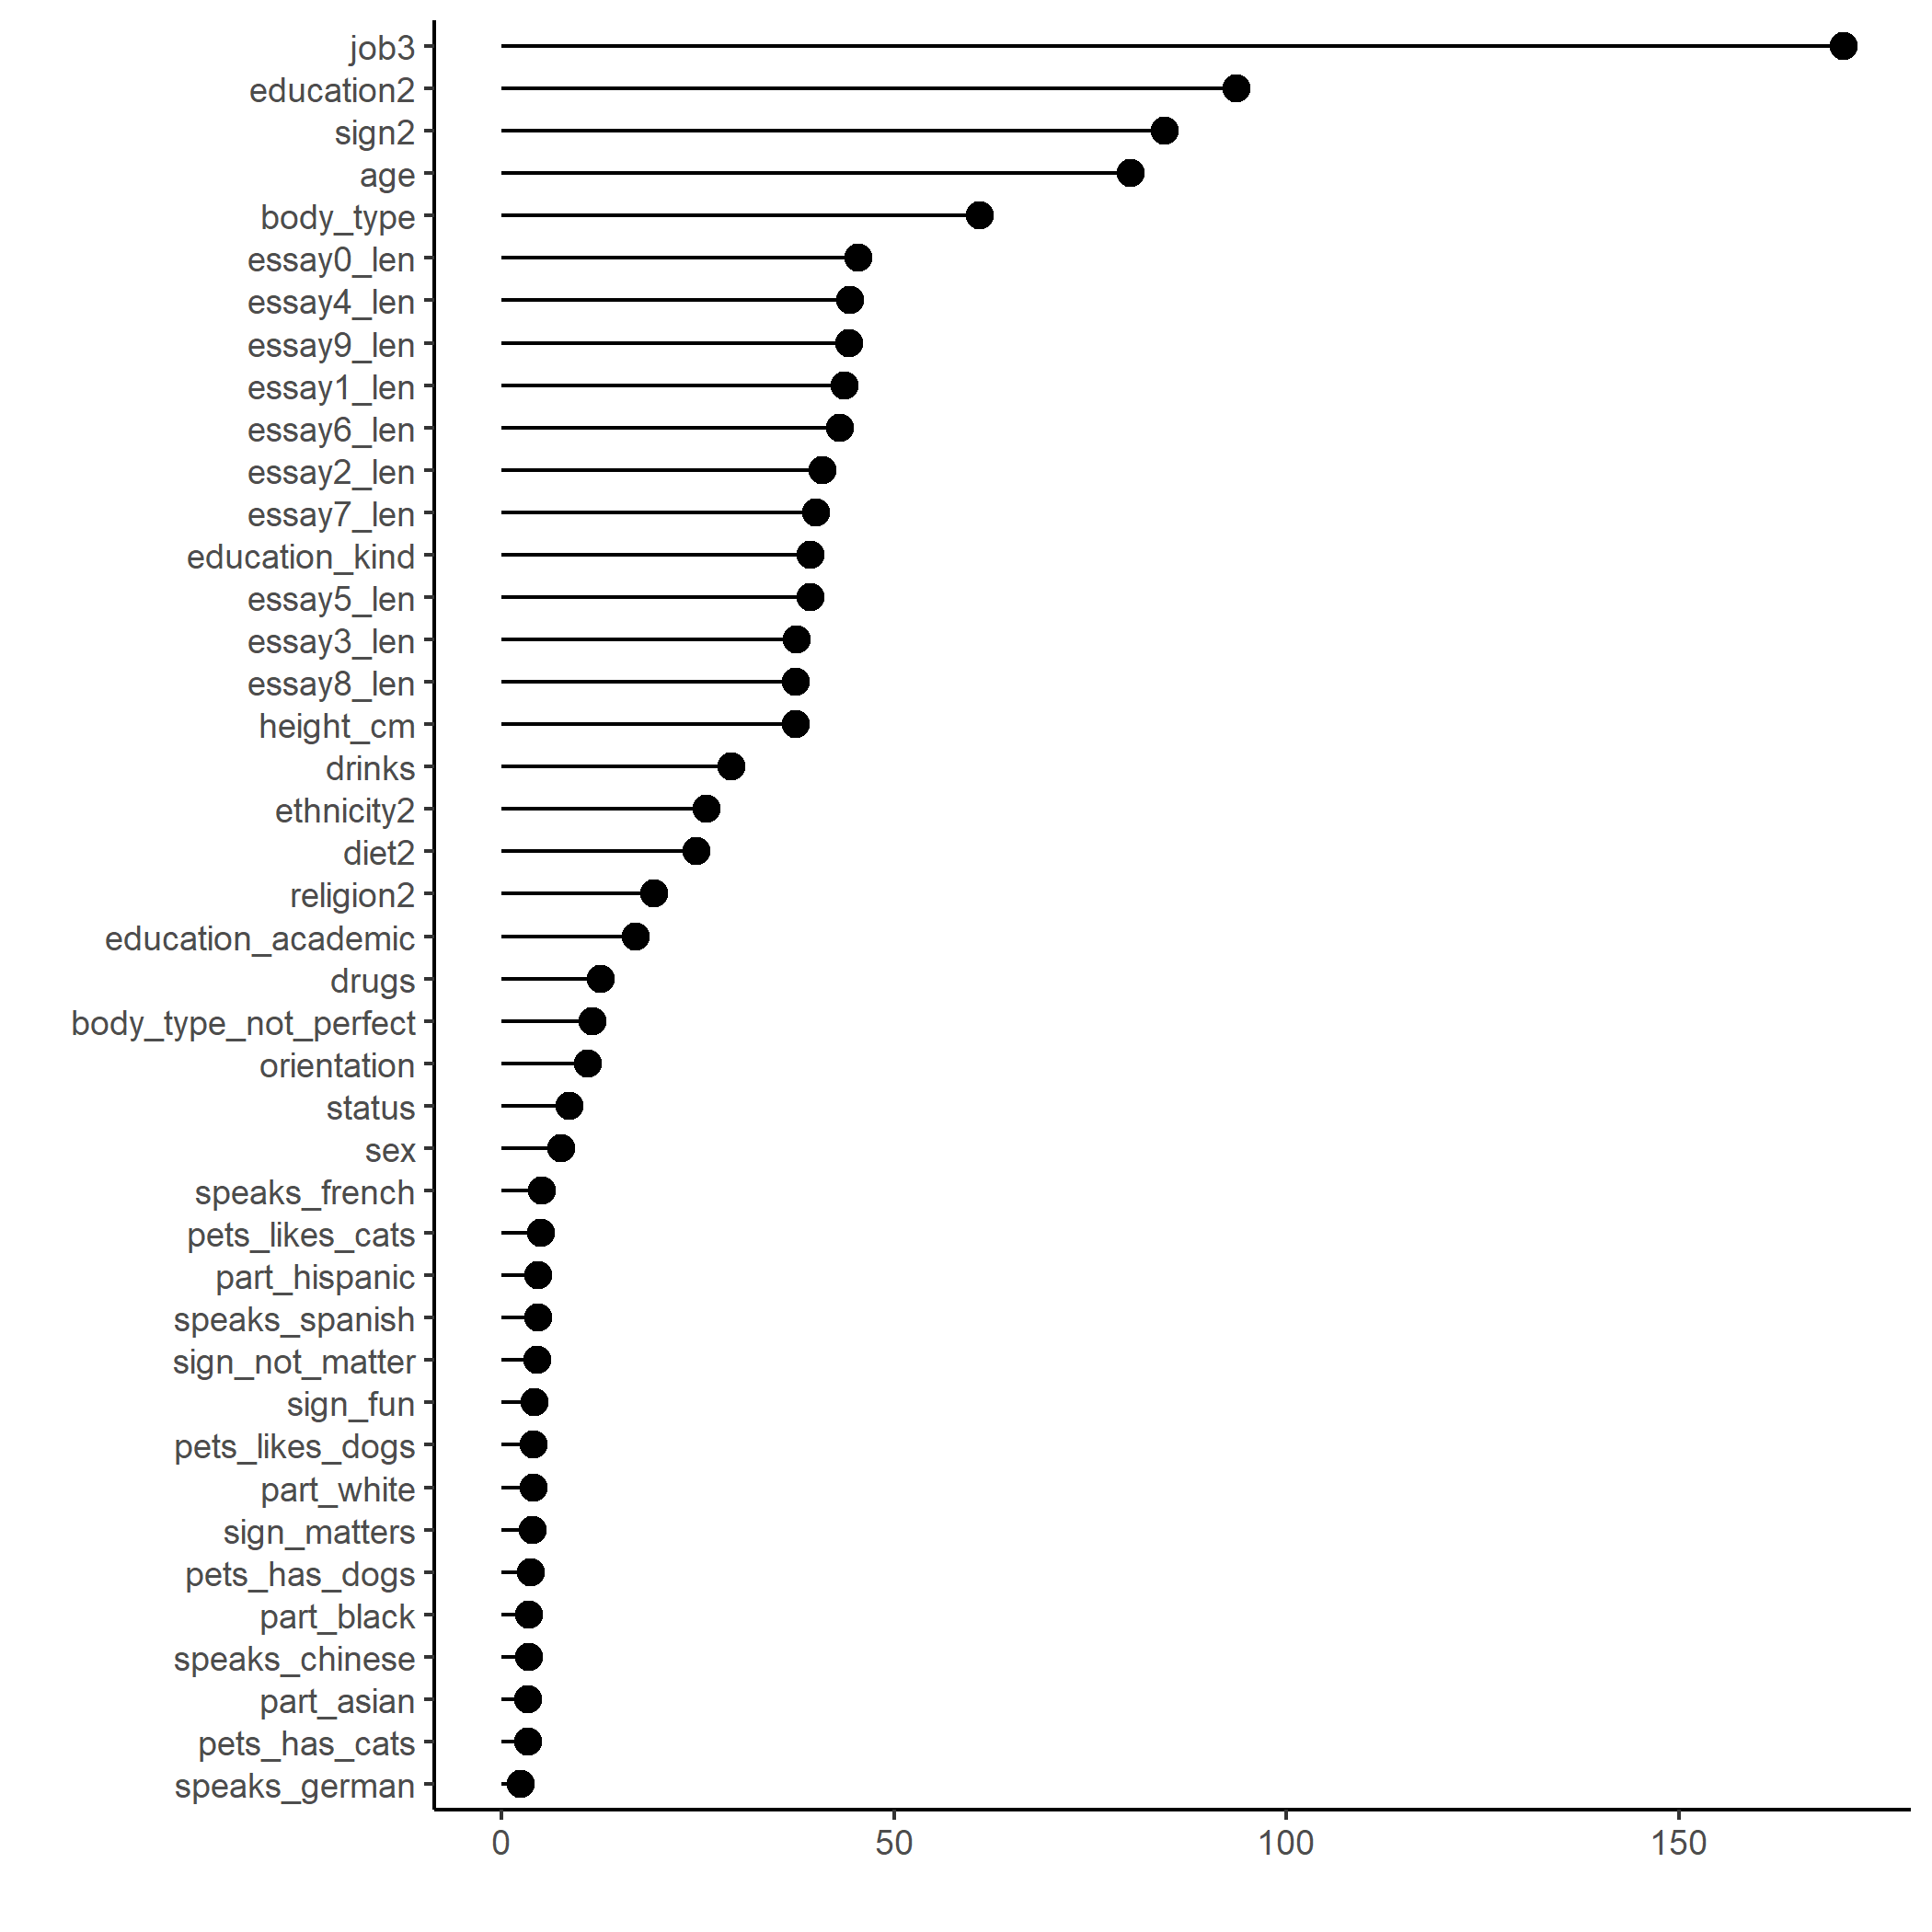 job3
education2
sign2
age
body_type
essay0_len
essay4_len
essay9_len
essay1_len
essay6_len
essay2_len
essay7_len
education_kind
essay5_len
essay3_len
essay8_len
height_cm
drinks
ethnicity2
diet2
religion2
education_academic
drugs
body_type_not_perfect
orientation
status
sex
speaks_french
pets_likes_cats
part_hispanic
speaks_spanish
sign_not_matter
sign_fun
pets_likes_dogs
part_white
sign_matters
pets_has_dogs
part_black
speaks_chinese
part_asian
pets_has_cats
speaks_german
0 50 100 150